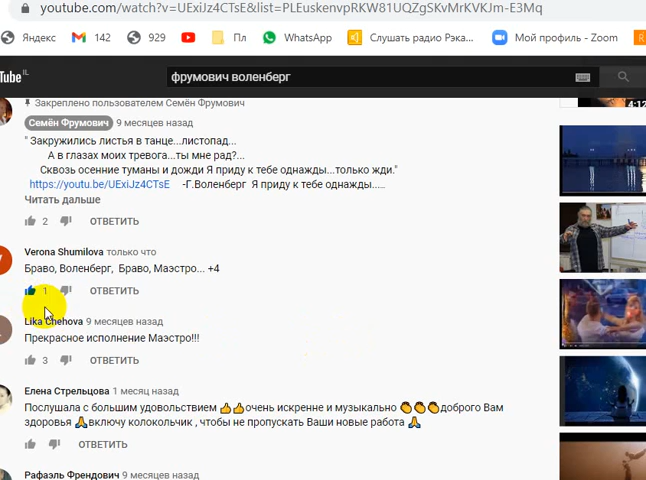 youtube.com/watch?v=UExiJz4CTsE&list=PLEuskenvpRKW81UQZgSKvMrKVKJm-E3Mq
Яндекс 142 929 Пл WhatsApp Слушать радио Рэка... Мой профиль - Zoom
Tube IL фрумович воленберг
Закреплено пользователем Семён Фрумович
4:12
Семён Фрумович 9 месяцев назад
" Закружились листья в танце...листопад...
А в глазах моих тревога...ты мне рад?...
Сквозь осенние туманы и дожди Я приду к тебе однажды...только жди."
https://youtu.be/UExiJz4CTsE -Г.Воленберг Я приду к тебе однажды.....
Читать дальше
2 ОТВЕТИТЬ
Verona Shumilova только что
Браво, Воленберг, Браво, Маэстро... +4
1 ОТВЕТИТЬ
Lika Chehova 9 месяцев назад
Прекрасное исполнение Маэстро!!!
3 ОТВЕТИТЬ
Елена Стрельцова 1 месяц назад
Послушала с большим удовольствием 👍👍очень искренне и музыкально 👏👏👏доброго Вам
здоровья 🙏включу колокольчик , чтобы не пропускать Ваши новые работа 🙏
ОТВЕТИТЬ
Рафаэль Френдович 9 месяцев назад